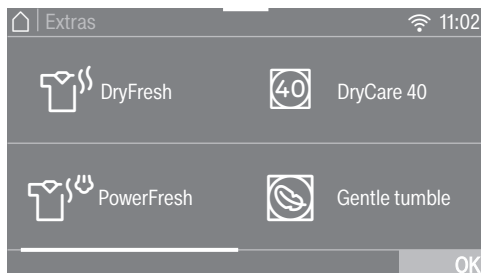 Extras 11:02
DryFresh
40 DryCare 40
PowerFresh
Gentle tumble
OK